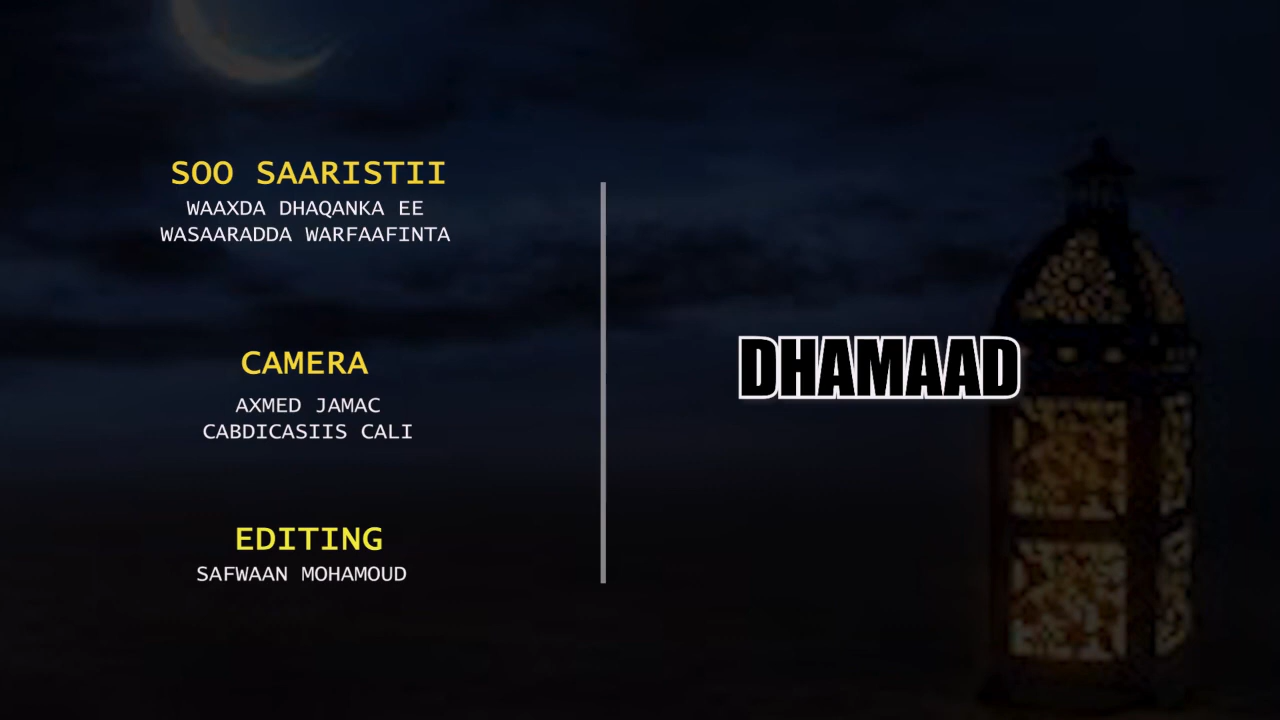 SOO SAARISTII
WAAXDA DHAQANKA EE
WASAARADDA WARFAAFINTA
CAMERA
AXMED JAMAC
CABDICASIIS CALI
EDITING
SAFWAAN MOHAMOUD
DHAMAAD